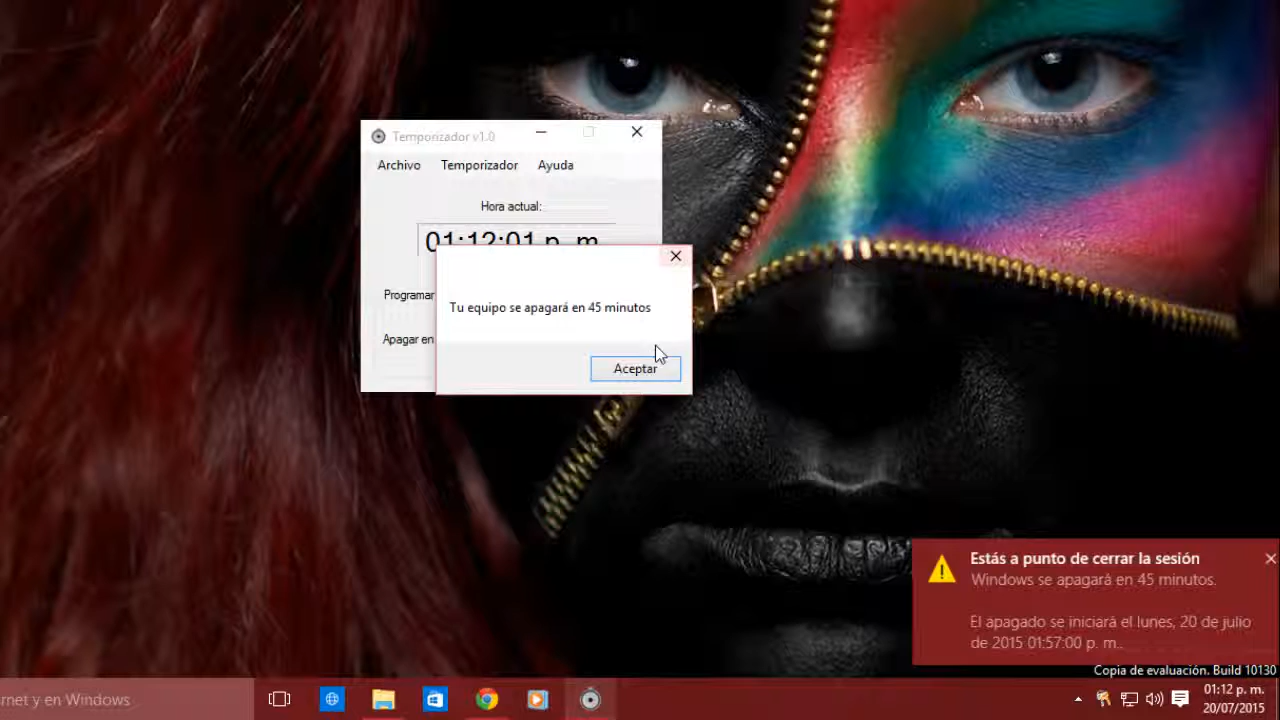 Temporizador v1.0
Archivo Temporizador Ayuda
Hora actual:
01:12:01 p. m.
Programar
Tu equipo se apagará en 45 minutos
Apagar en
Aceptar
Estás a punto de cerrar la sesión
Windows se apagará en 45 minutos.
El apagado se iniciará el lunes, 20 de julio
de 2015 01:57:00 p. m..
Copia de evaluación. Build 10130
rnet y en Windows
01:12 p. m.
20/07/2015